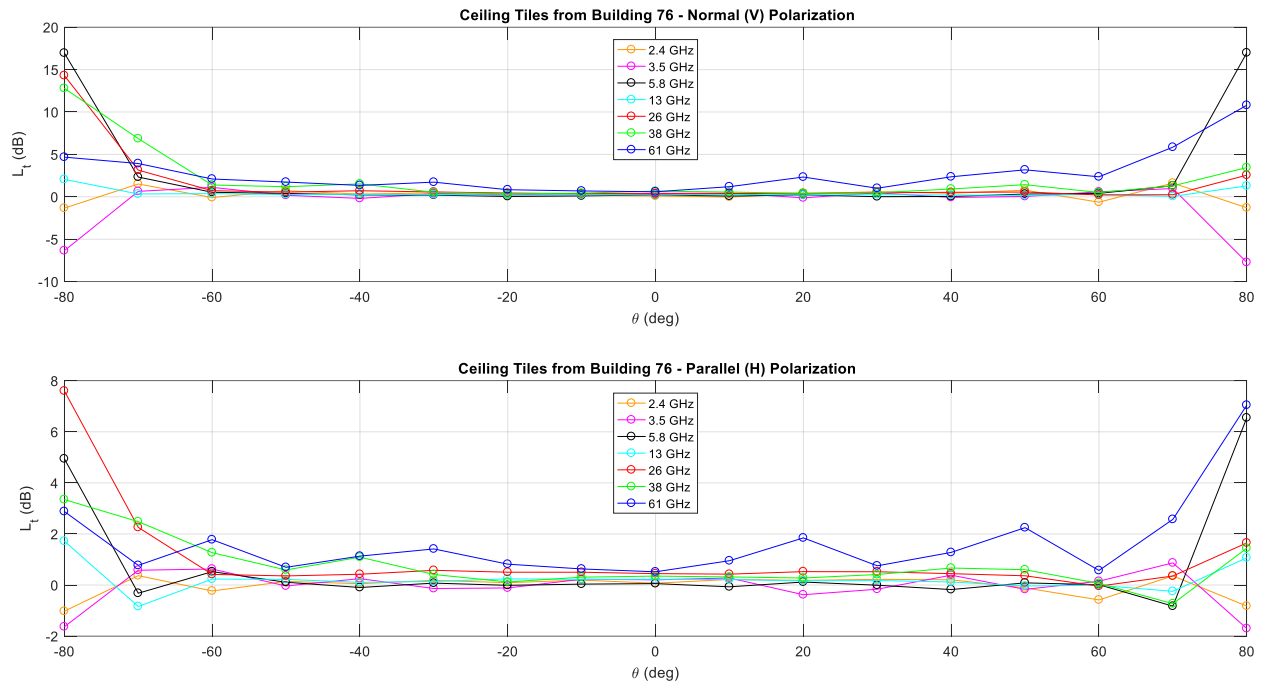 Ceiling Tiles from Building 76 - Normal (V) Polarization
20
15
10
5
0
-5
-10
L_t (dB)
2.4 GHz
3.5 GHz
5.8 GHz
13 GHz
26 GHz
38 GHz
61 GHz
-80 -60 -40 -20 0 20 40 60 80
θ (deg)
Ceiling Tiles from Building 76 - Parallel (H) Polarization
8
6
4
2
0
-2
L_t (dB)
2.4 GHz
3.5 GHz
5.8 GHz
13 GHz
26 GHz
38 GHz
61 GHz
-80 -60 -40 -20 0 20 40 60 80
θ (deg)